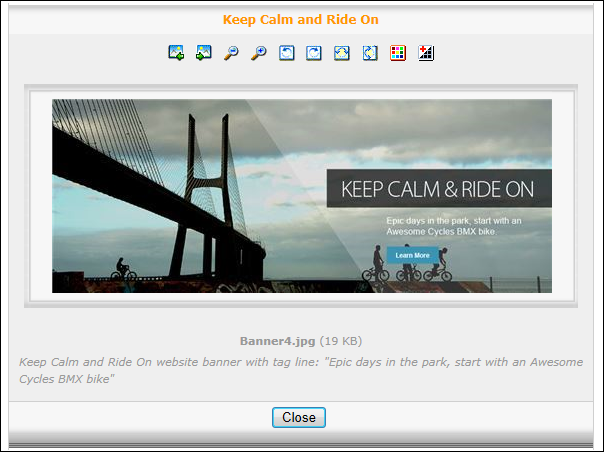 Keep Calm and Ride On
KEEP CALM & RIDE ON
Epic days in the park, start with an
Awesome Cycles BMX bike
Learn More
Banner4.jpg (19 KB)
Keep Calm and Ride On website banner with tag line: "Epic days in the park, start with an Awesome
Cycles BMX bike"
Close